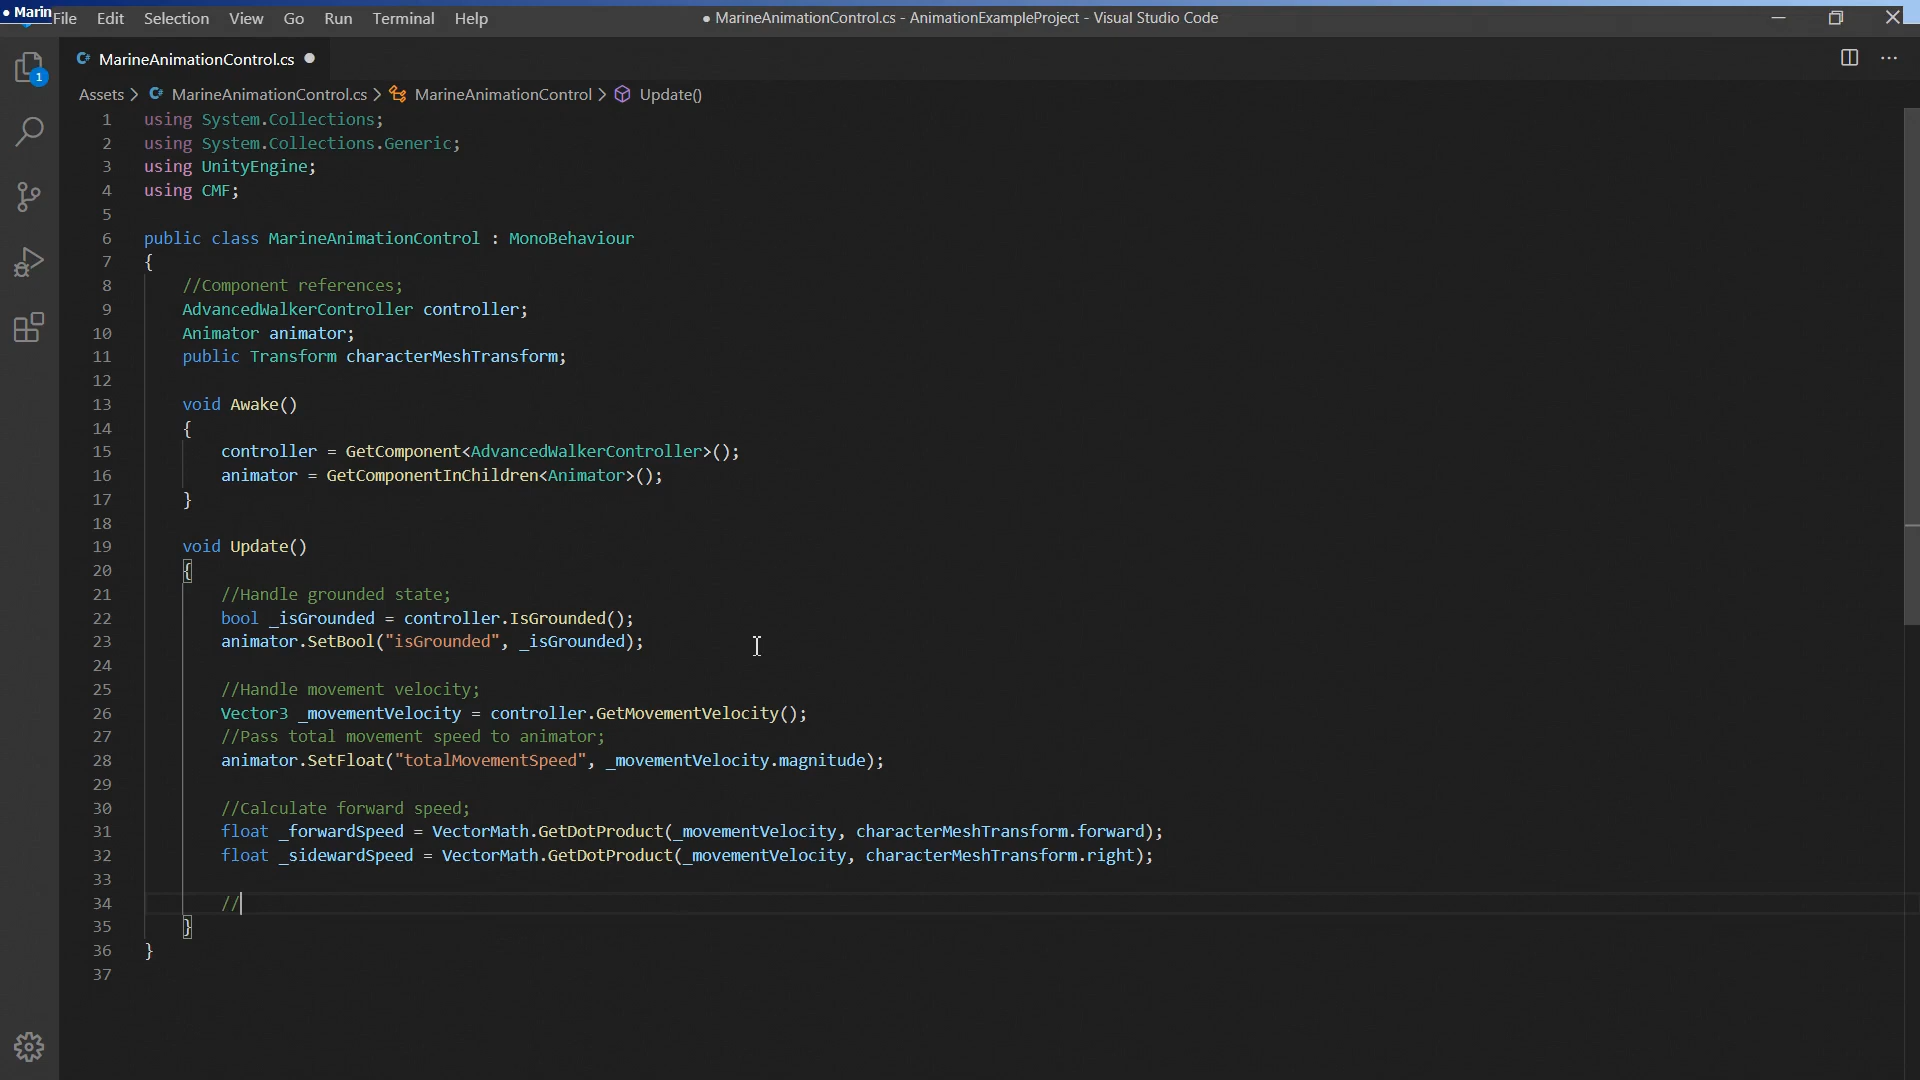 ● Marin
File Edit Selection View Go Run Terminal Help
● MarineAnimationControl.cs - AnimationExampleProject - Visual Studio Code
1
C# MarineAnimationControl.cs ●
Assets > C# MarineAnimationControl.cs > MarineAnimationControl > Update()
1 using System.Collections;
2 using System.Collections.Generic;
3 using UnityEngine;
4 using CMF;
5
6 public class MarineAnimationControl : MonoBehaviour
7 {
8     //Component references;
9     AdvancedWalkerController controller;
10     Animator animator;
11     public Transform characterMeshTransform;
12
13     void Awake()
14     {
15         controller = GetComponent<AdvancedWalkerController>();
16         animator = GetComponentInChildren<Animator>();
17     }
18
19     void Update()
20     {
21         //Handle grounded state;
22         bool _isGrounded = controller.IsGrounded();
23         animator.SetBool("isGrounded", _isGrounded);
24
25         //Handle movement velocity;
26         Vector3 _movementVelocity = controller.GetMovementVelocity();
27         //Pass total movement speed to animator;
28         animator.SetFloat("totalMovementSpeed", _movementVelocity.magnitude);
29
30         //Calculate forward speed;
31         float _forwardSpeed = VectorMath.GetDotProduct(_movementVelocity, characterMeshTransform.forward);
32         float _sidewardSpeed = VectorMath.GetDotProduct(_movementVelocity, characterMeshTransform.right);
33
34         //
35     }
36 }
37